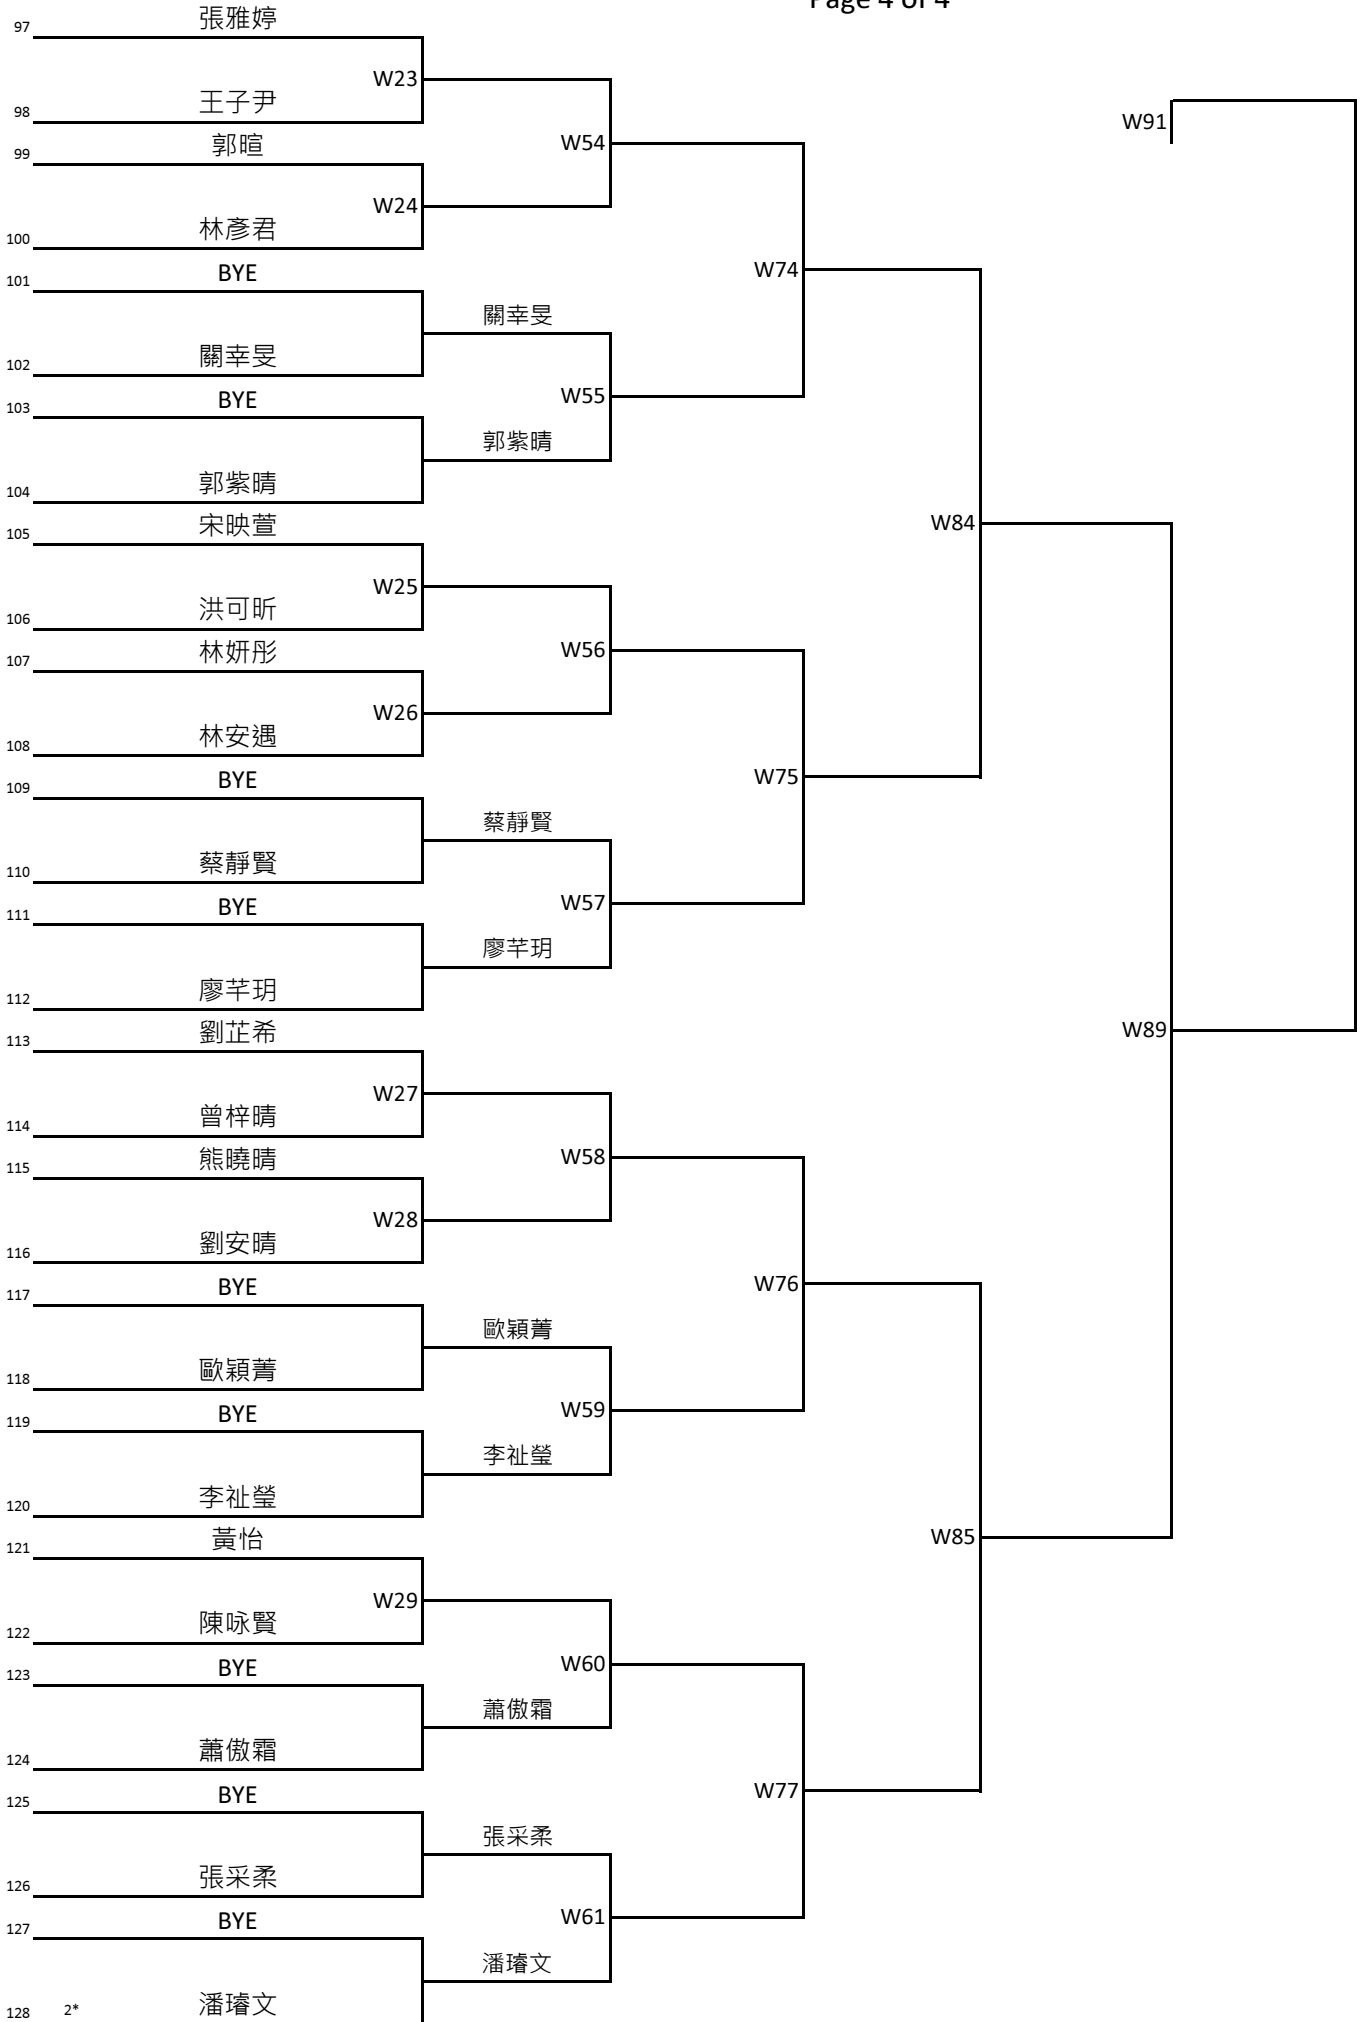 Page 4 of 4
97 張雅婷
W23
98 王子尹
W91
99 郭暄
W54
W24
100 林彥君
101 BYE
W74
關幸旻
102 關幸旻
103 BYE
W55
郭紫晴
104 郭紫晴
105 宋映萱
W84
W25
106 洪可昕
107 林妍彤
W56
W26
108 林安遇
109 BYE
W75
蔡靜賢
110 蔡靜賢
111 BYE
W57
廖芊玥
112 廖芊玥
113 劉芷希
W89
W27
114 曾梓晴
115 熊曉晴
W58
W28
116 劉安晴
117 BYE
W76
歐穎菁
118 歐穎菁
119 BYE
W59
李祉瑩
120 李祉瑩
121 黃怡
W85
W29
122 陳咏賢
123 BYE
W60
蕭傲霜
124 蕭傲霜
125 BYE
W77
張采柔
126 張采柔
127 BYE
W61
潘璿文
128 2* 潘璿文